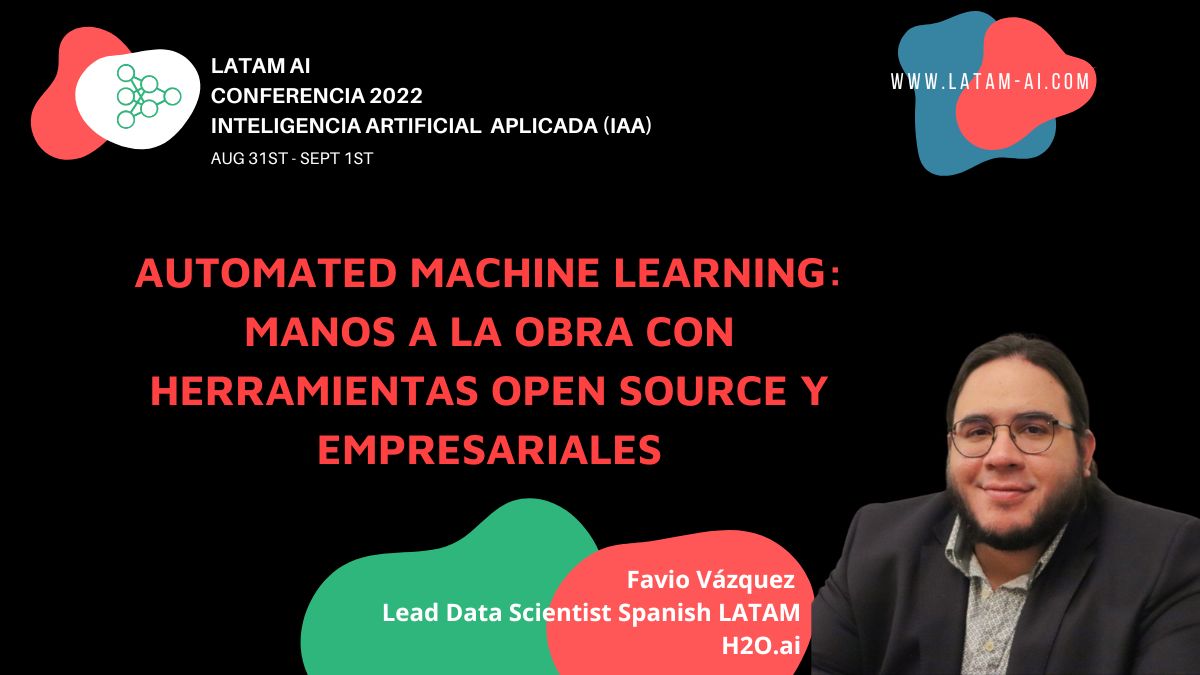 LATAM AI
CONFERENCIA 2022
INTELIGENCIA ARTIFICIAL APLICADA (IAA)
AUG 31ST - SEPT 1ST
WWW.LATAM-AI.COM
AUTOMATED MACHINE LEARNING:
MANOS A LA OBRA CON
HERRAMIENTAS OPEN SOURCE Y
EMPRESARIALES
Favio Vázquez
Lead Data Scientist Spanish LATAM
H2O.ai